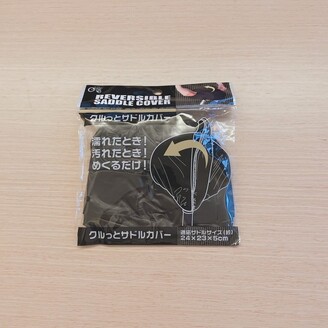 REVERSIBLE
SADDLE COVER
クルっとサドルカバー
濡れたとき!
汚れたとき!
めくるだけ!
クルっとサドルカバー
適応サドルサイズ(約)
24×23×5cm